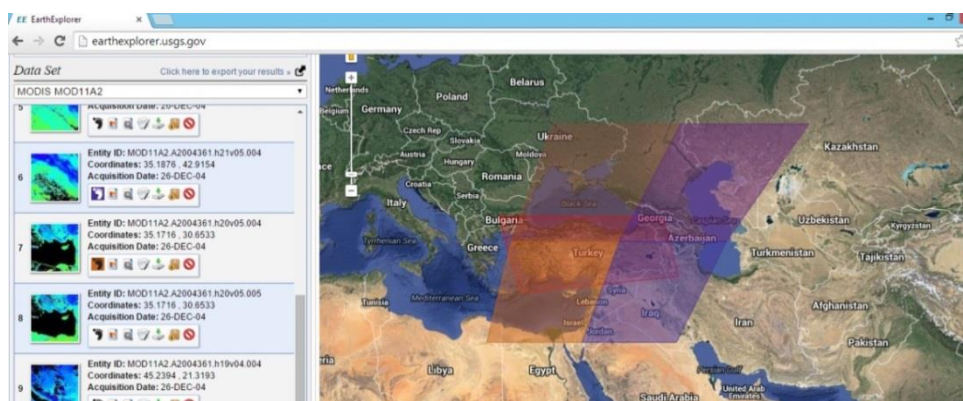 EE EarthExplorer
earthexplorer.usgs.gov
Data Set
Click here to export your results »
MODIS MOD11A2
5
Acquisition Date: 26-DEC-04
6
Entity ID: MOD11A2.A2004361.h21v05.004
Coordinates: 35.1876 , 42.9154
Acquisition Date: 26-DEC-04
7
Entity ID: MOD11A2.A2004361.h20v05.004
Coordinates: 35.1716 , 30.6533
Acquisition Date: 26-DEC-04
8
Entity ID: MOD11A2.A2004361.h20v05.005
Coordinates: 35.1716 , 30.6533
Acquisition Date: 26-DEC-04
9
Entity ID: MOD11A2.A2004361.h19v04.004
Coordinates: 45.2394 , 21.3193
Acquisition Date: 26-DEC-04
Netherlands
Belarus
Poland
Belgium
Germany
Czech Rep
Ukraine
Slovakia
Kazakhstan
Austria
Hungary
Moldova
Romania
Croatia
Serbia
Italy
Black Sea
Bulgaria
Georgia
Caspian Sea
Uzbekistan
Kyrgyzstan
Tyrrhenian Sea
Greece
Turkey
Azerbaijan
Turkmenistan
Tajikistan
Tunisia
Mediterranean Sea
Syria
Lebanon
Iraq
Iran
Afghanistan
Israel
Jordan
Pakistan
Libya
Egypt
Persian Gulf
Saudi Arabia
United Arab
Emirates